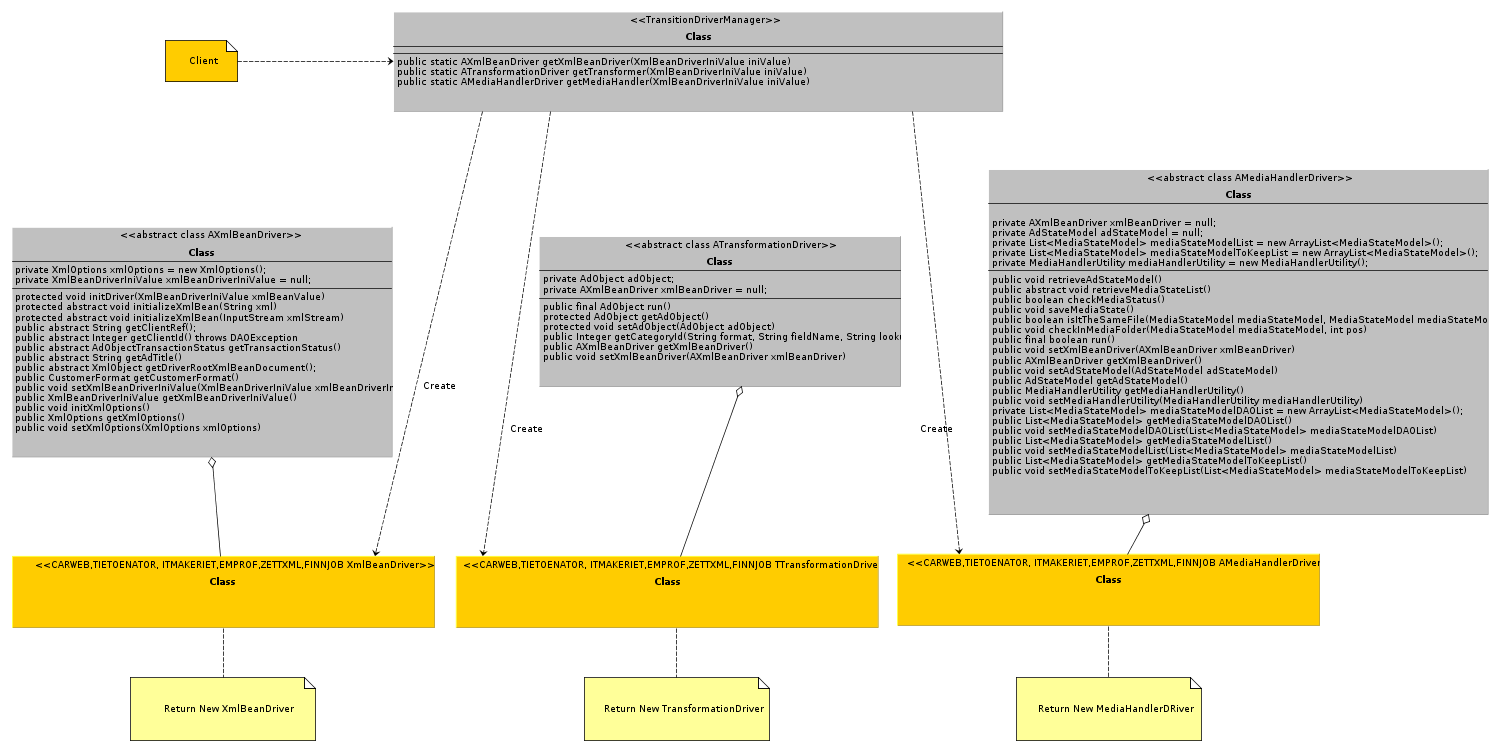 <<TransitionDriverManager>>
Class
Client
public static AXmlBeanDriver getXmlBeanDriver(XmlBeanDriverIniValue iniValue)
public static ATransformationDriver getTransformer(XmlBeanDriverIniValue iniValue)
public static AMediaHandlerDriver getMediaHandler(XmlBeanDriverIniValue iniValue)
<<abstract class AXmlBeanDriver>>
Class
private XmlOptions xmlOptions = new XmlOptions();
private XmlBeanDriverIniValue xmlBeanDriverIniValue = null;
protected void initDriver(XmlBeanDriverIniValue xmlBeanValue)
protected abstract void initializeXmlBean(String xml)
protected abstract void initializeXmlBean(InputStream xmlStream)
public abstract String getClientRef();
public abstract Integer getClientId() throws DAOException
public abstract AdObjectTransactionStatus getTransactionStatus()
public abstract String getAdTitle()
public abstract XmlObject getDriverRootXmlBeanDocument();
public CustomerFormat getCustomerFormat()
public void setXmlBeanDriverIniValue(XmlBeanDriverIniValue xmlBeanDriverIn
public XmlBeanDriverIniValue getXmlBeanDriverIniValue()
public void initXmlOptions()
public XmlOptions getXmlOptions()
public void setXmlOptions(XmlOptions xmlOptions)
<<abstract class ATransformationDriver>>
Class
private AdObject adObject;
private AXmlBeanDriver xmlBeanDriver = null;
public final AdObject run()
protected AdObject getAdObject()
protected void setAdObject(AdObject adObject)
public Integer getCategoryId(String format, String fieldName, String looku
public AXmlBeanDriver getXmlBeanDriver()
public void setXmlBeanDriver(AXmlBeanDriver xmlBeanDriver)
<<abstract class AMediaHandlerDriver>>
Class
private AXmlBeanDriver xmlBeanDriver = null;
private AdStateModel adStateModel = null;
private List<MediaStateModel> mediaStateModelList = new ArrayList<MediaStateModel>();
private List<MediaStateModel> mediaStateModelToKeepList = new ArrayList<MediaStateModel>();
private MediaHandlerUtility mediaHandlerUtility = new MediaHandlerUtility();
public void retrieveAdStateModel()
public abstract void retrieveMediaStateList()
public boolean checkMediaStatus()
public void saveMediaState()
public boolean isItTheSameFile(MediaStateModel mediaStateModel, MediaStateModel mediaStateMo
public void checkInMediaFolder(MediaStateModel mediaStateModel, int pos)
public final boolean run()
public void setXmlBeanDriver(AXmlBeanDriver xmlBeanDriver)
public AXmlBeanDriver getXmlBeanDriver()
public void setAdStateModel(AdStateModel adStateModel)
public AdStateModel getAdStateModel()
public MediaHandlerUtility getMediaHandlerUtility()
public void setMediaHandlerUtility(MediaHandlerUtility mediaHandlerUtility)
private List<MediaStateModel> mediaStateModelDAOList = new ArrayList<MediaStateModel>();
public List<MediaStateModel> getMediaStateModelDAOList()
public void setMediaStateModelDAOList(List<MediaStateModel> mediaStateModelDAOList)
public List<MediaStateModel> getMediaStateModelList()
public void setMediaStateModelList(List<MediaStateModel> mediaStateModelList)
public List<MediaStateModel> getMediaStateModelToKeepList()
public void setMediaStateModelToKeepList(List<MediaStateModel> mediaStateModelToKeepList)
Create
Create
Create
<<CARWEB,TIETOENATOR, ITMAKERIET,EMPROF,ZETTXML,FINNJOB XmlBeanDriver>>
Class
<<CARWEB,TIETOENATOR, ITMAKERIET,EMPROF,ZETTXML,FINNJOB TTransformationDrive
Class
<<CARWEB,TIETOENATOR, ITMAKERIET,EMPROF,ZETTXML,FINNJOB AMediaHandlerDriver
Class
Return New XmlBeanDriver
Return New TransformationDriver
Return New MediaHandlerDRiver